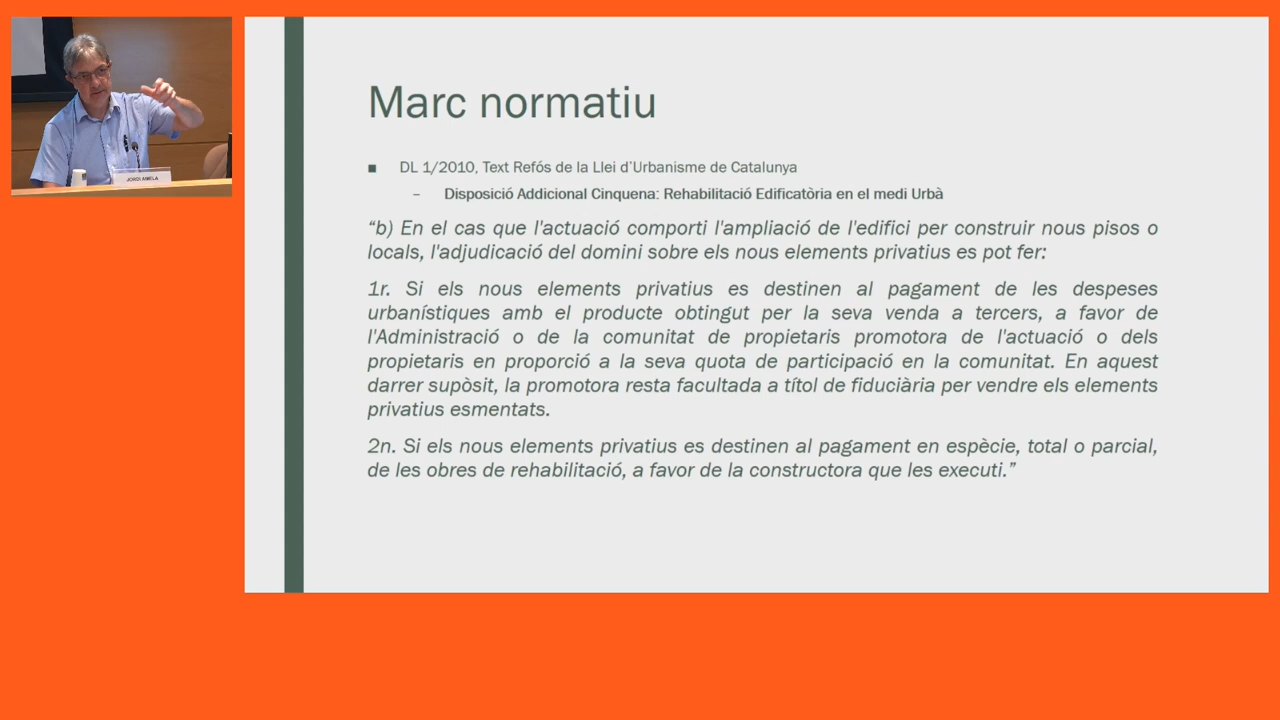 JORDI AMELA
Marc normatiu
■ DL 1/2010, Text Refós de la Llei d'Urbanisme de Catalunya
– Disposició Addicional Cinquena: Rehabilitació Edificatòria en el medi Urbà
“b) En el cas que l'actuació comporti l'ampliació de l'edifici per construir nous pisos o
locals, l'adjudicació del domini sobre els nous elements privatius es pot fer:
1r. Si els nous elements privatius es destinen al pagament de les despeses
urbanístiques amb el producte obtingut per la seva venda a tercers, a favor de
l'Administració o de la comunitat de propietaris promotora de l'actuació o dels
propietaris en proporció a la seva quota de participació en la comunitat. En aquest
darrer supòsit, la promotora resta facultada a títol de fiduciària per vendre els elements
privatius esmentats.
2n. Si els nous elements privatius es destinen al pagament en espècie, total o parcial,
de les obres de rehabilitació, a favor de la constructora que les executi.”